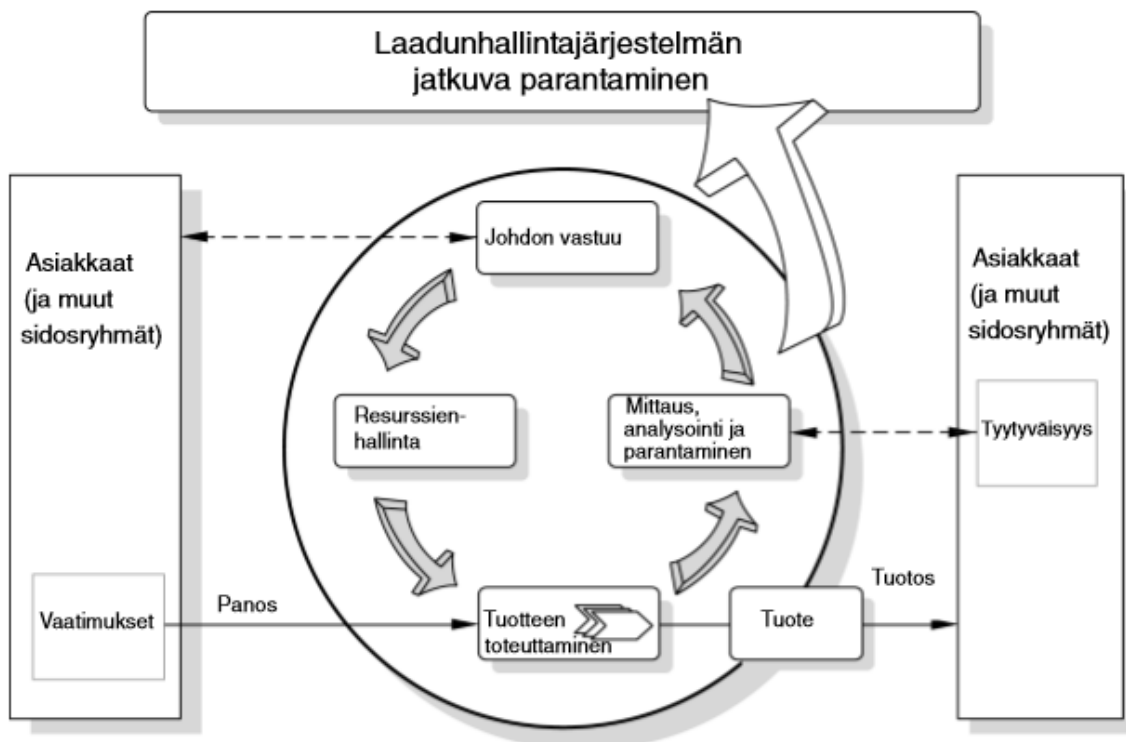 Laadunhallintajärjestelmän
jatkuva parantaminen
Johdon vastuu
Asiakkaat
(ja muut
sidosryhmät)
Asiakkaat
(ja muut
sidosryhmät)
Resurssien-
hallinta
Mittaus,
analysointi ja
parantaminen
Tyytyväisyys
Vaatimukset
Panos
Tuotteen
toteuttaminen
Tuote
Tuotos